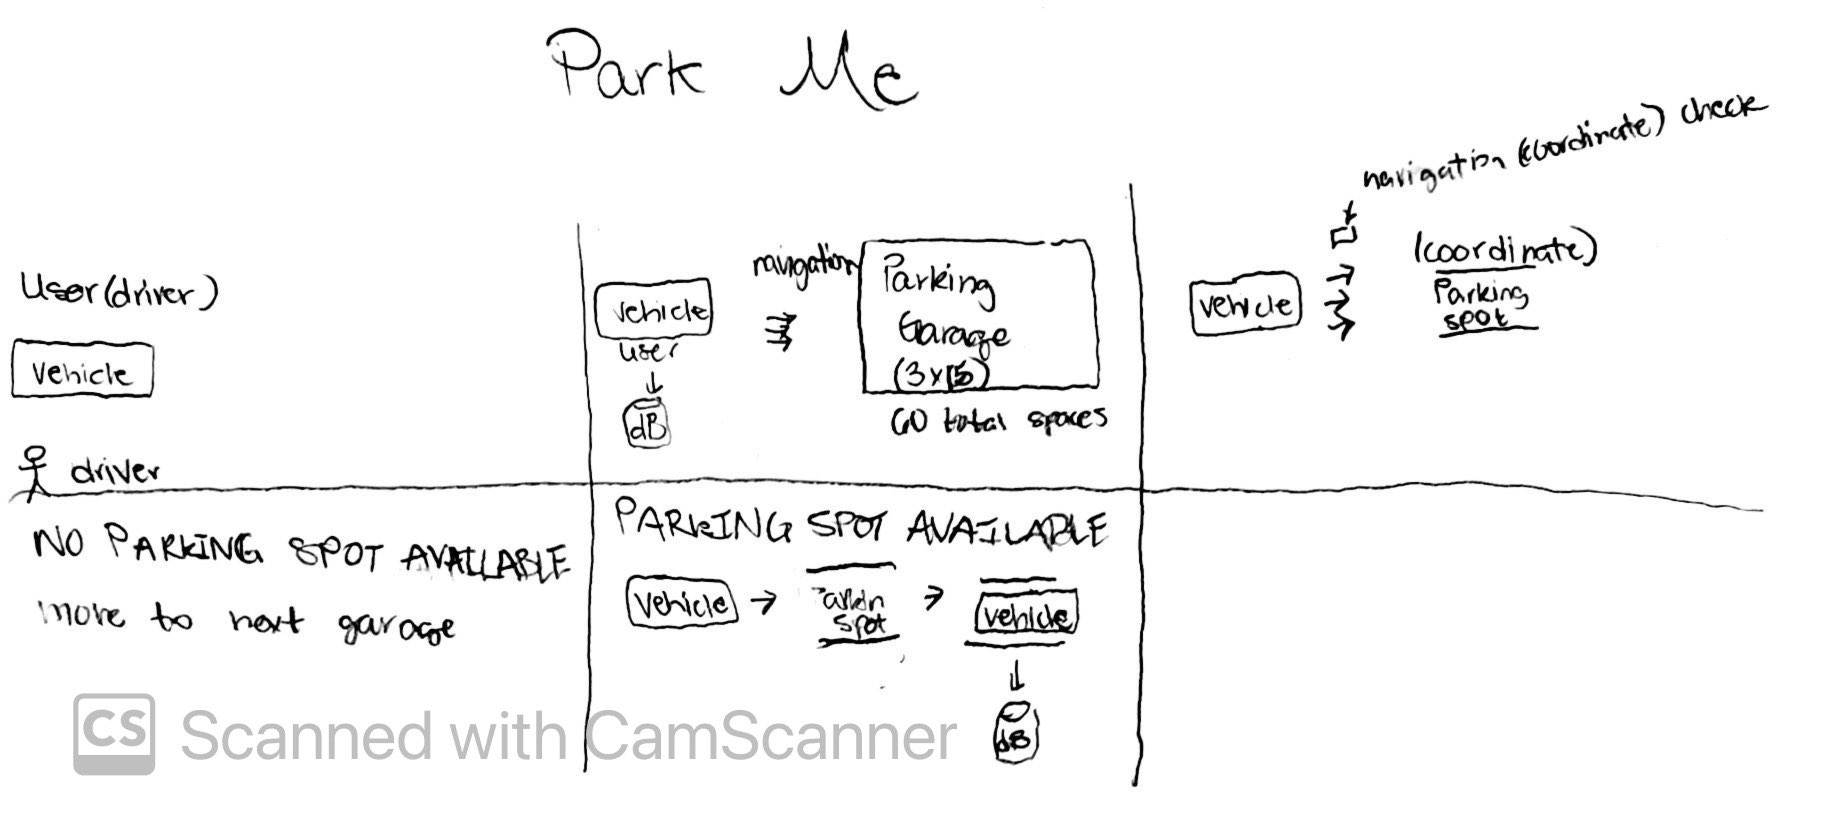 Park Me
User(driver)
vehicle
driver
vehicle
user
dB
navigation
Parking
Garage
(3x15)
60 total spaces
navigation (coordinate) check
vehicle
(coordinate)
Parking
spot
NO PARKING SPOT AVAILABLE
move to next garage
PARKING SPOT AVAILABLE
vehicle
spot
vehicle
dB
CS Scanned with CamScanner